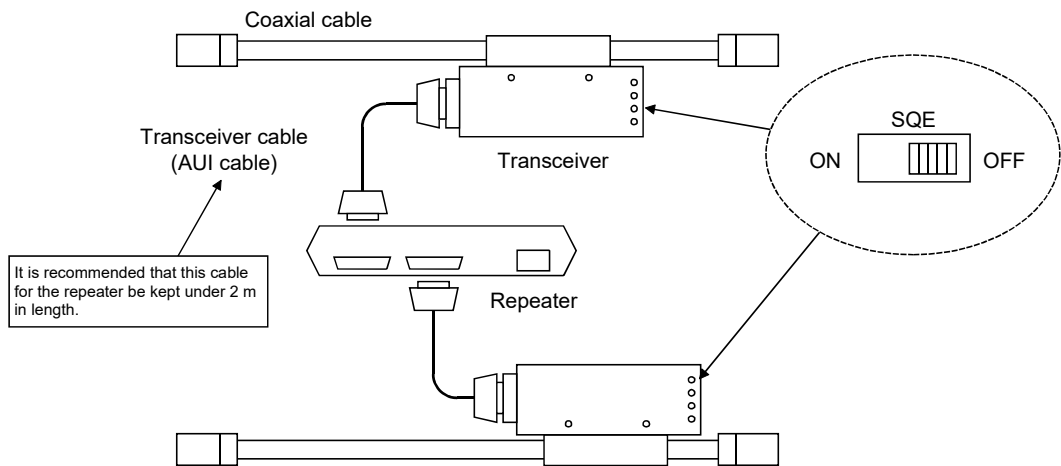 Coaxial cable
SQE
ON
OFF
Transceiver cable
(AUI cable)
Transceiver
It is recommended that this cable
for the repeater be kept under 2 m
in length.
Repeater